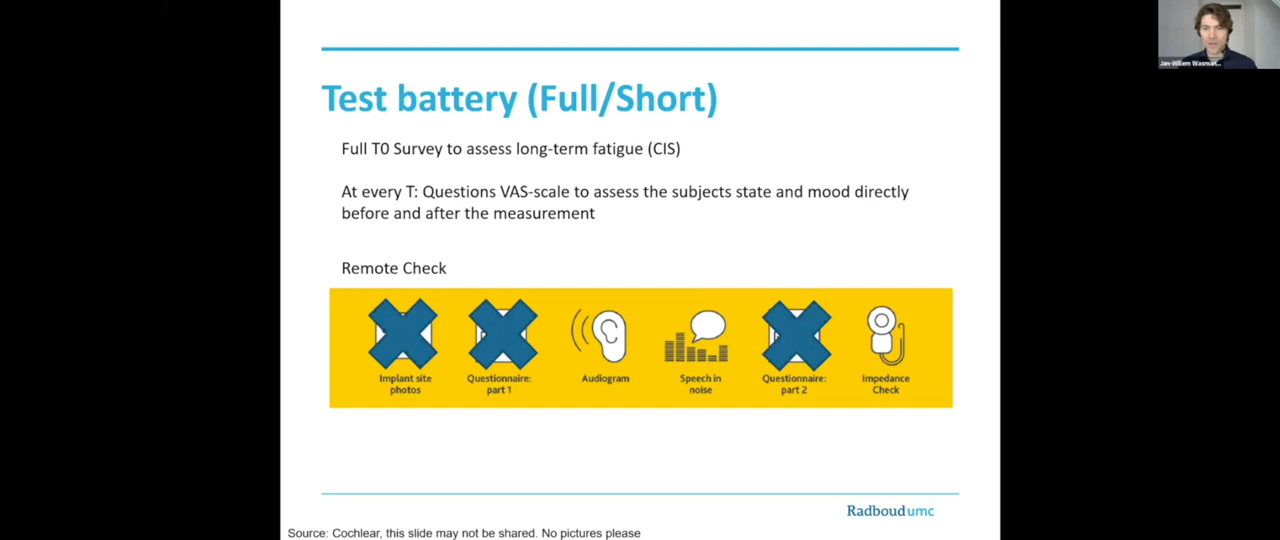 Jan-Willem Wasman...
Test battery (Full/Short)
Full T0 Survey to assess long-term fatigue (CIS)
At every T: Questions VAS-scale to assess the subjects state and mood directly
before and after the measurement
Remote Check
Implant site
photos
Questionnaire:
part 1
Audiogram
Speech in
noise
Questionnaire:
part 2
Impedance
Check
Radboudumc
Source: Cochlear, this slide may not be shared. No pictures please